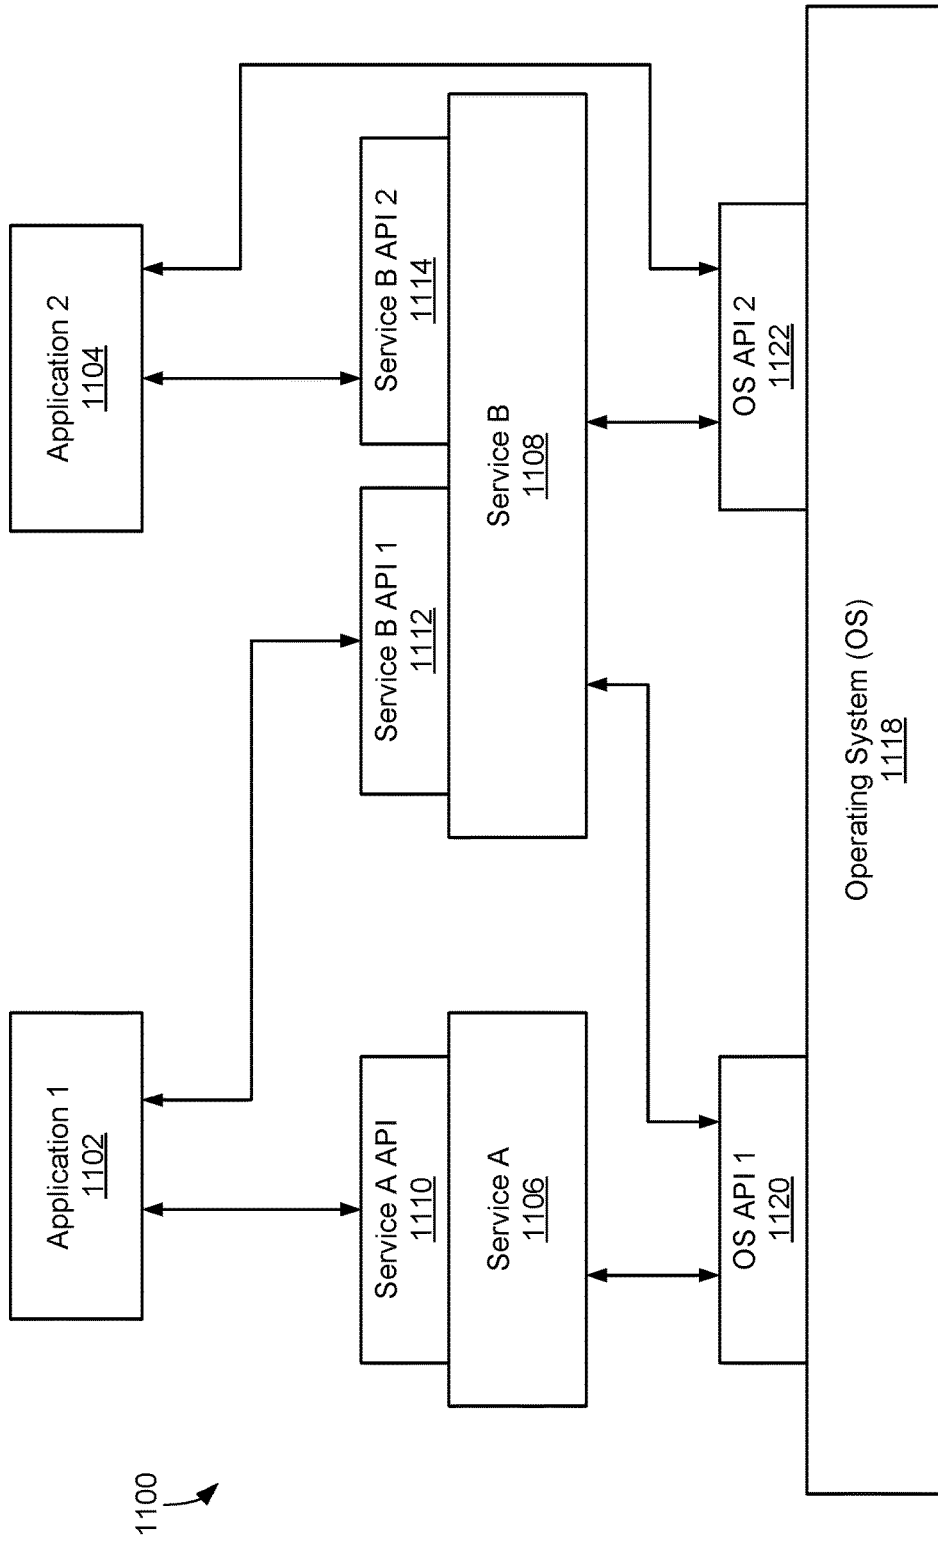 1100
Application 1
1102
Application 2
1104
Service A API
1110
Service B API 1
1112
Service B API 2
1114
Service A
1106
Service B
1108
OS API 1
1120
OS API 2
1122
Operating System (OS)
1118